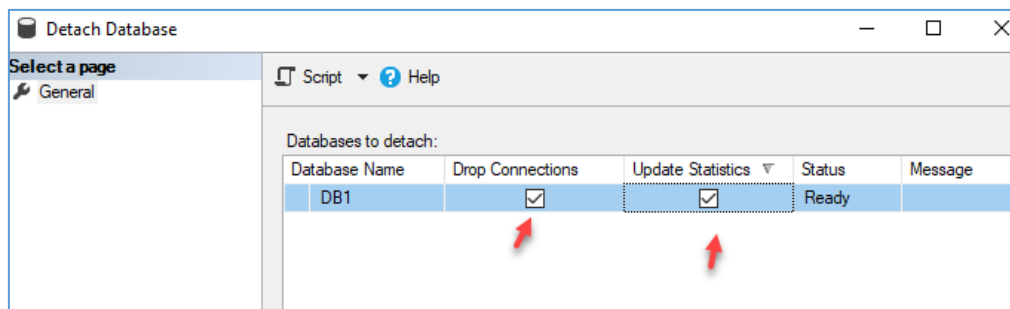 Detach Database
Select a page
General
Script
Help
Databases to detach:
Database Name Drop Connections Update Statistics Status Message
DB1 Ready